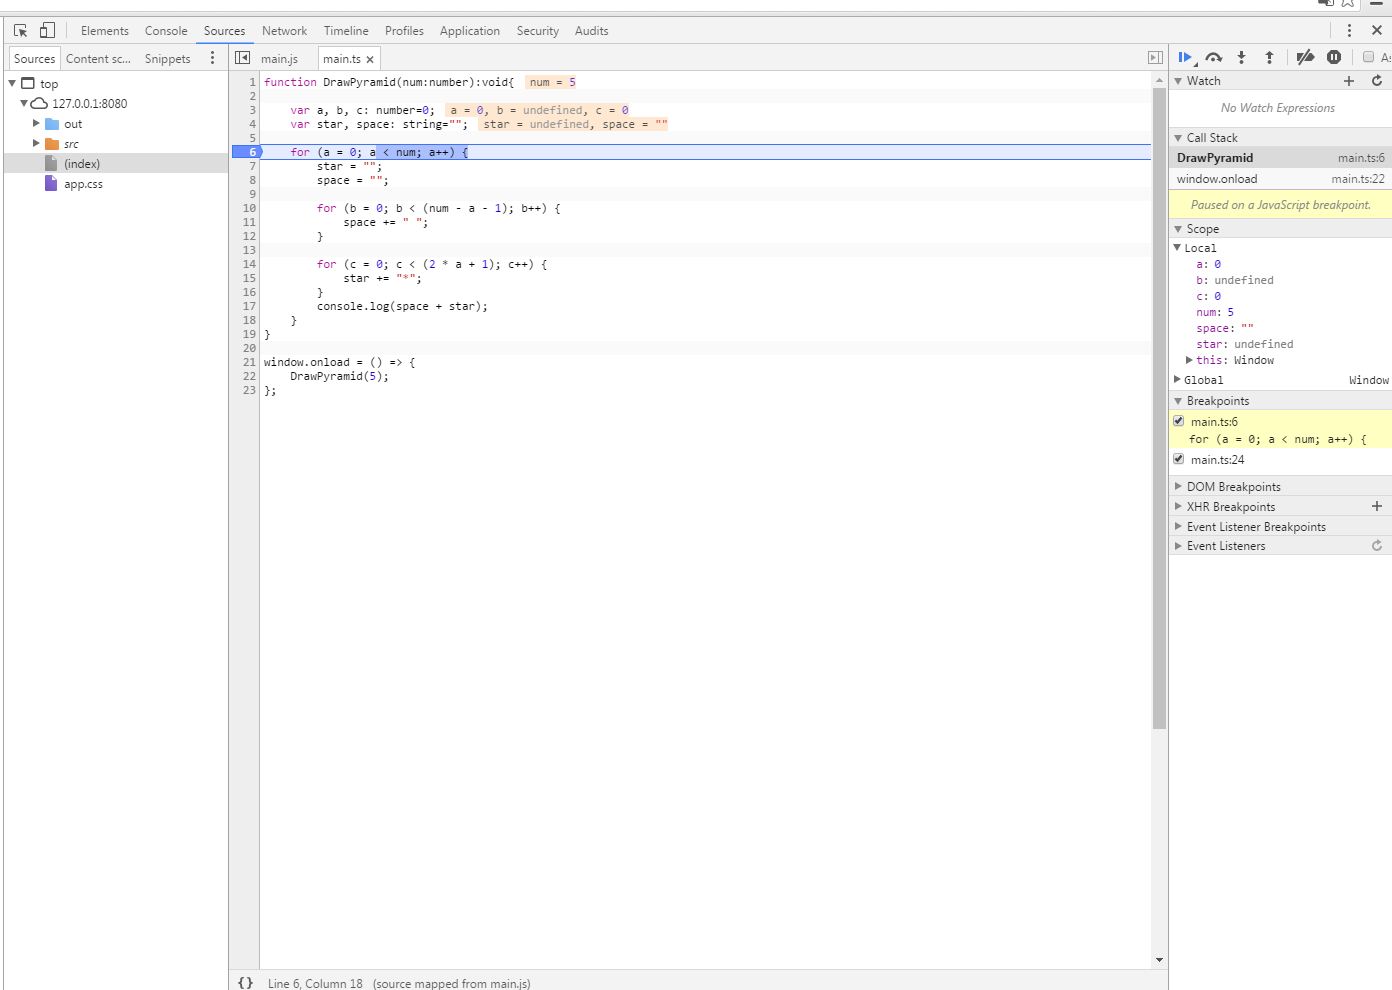 Elements Console Sources Network Timeline Profiles Application Security Audits
Sources Content sc... Snippets
main.js main.ts
top
127.0.0.1:8080
out
src
(index)
app.css
1 function DrawPyramid(num:number):void{ num = 5
2
3 var a, b, c: number=0; a = 0, b = undefined, c = 0
4 var star, space: string=""; star = undefined, space = ""
5
6 for (a = 0; a < num; a++) {
7 star = "";
8 space = "";
9
10 for (b = 0; b < (num - a - 1); b++) {
11 space += " ";
12 }
13
14 for (c = 0; c < (2 * a + 1); c++) {
15 star += "*";
16 }
17 console.log(space + star);
18 }
19 }
20
21 window.onload = () => {
22 DrawPyramid(5);
23 };
{} Line 6, Column 18 (source mapped from main.js)
Watch
No Watch Expressions
Call Stack
DrawPyramid main.ts:6
window.onload main.ts:22
Paused on a JavaScript breakpoint.
Scope
Local
a: 0
b: undefined
c: 0
num: 5
space: ""
star: undefined
this: Window
Global Window
Breakpoints
main.ts:6
for (a = 0; a < num; a++) {
main.ts:24
DOM Breakpoints
XHR Breakpoints
Event Listener Breakpoints
Event Listeners